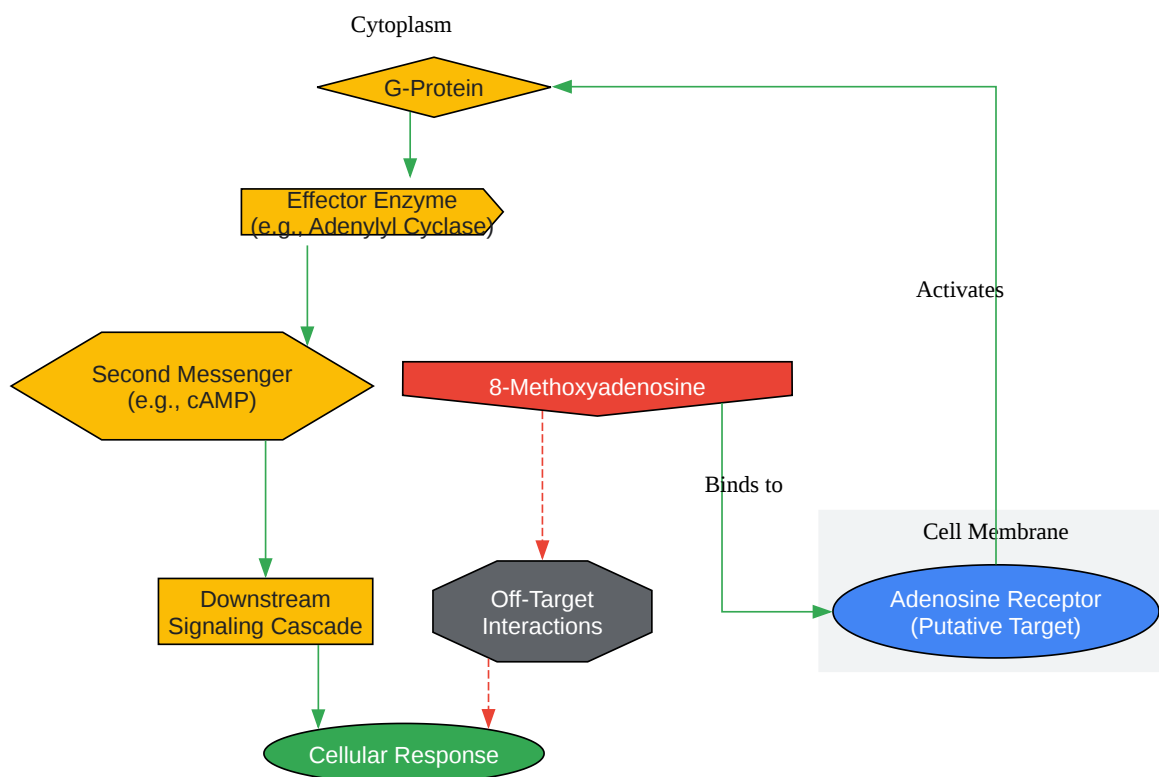 Cytoplasm
G-Protein
Effector Enzyme
(e.g., Adenylyl Cyclase)
Activates
Second Messenger
(e.g., cAMP)
8-Methoxyadenosine
Binds to
Cell Membrane
Downstream
Signaling Cascade
Off-Target
Interactions
Adenosine Receptor
(Putative Target)
Cellular Response